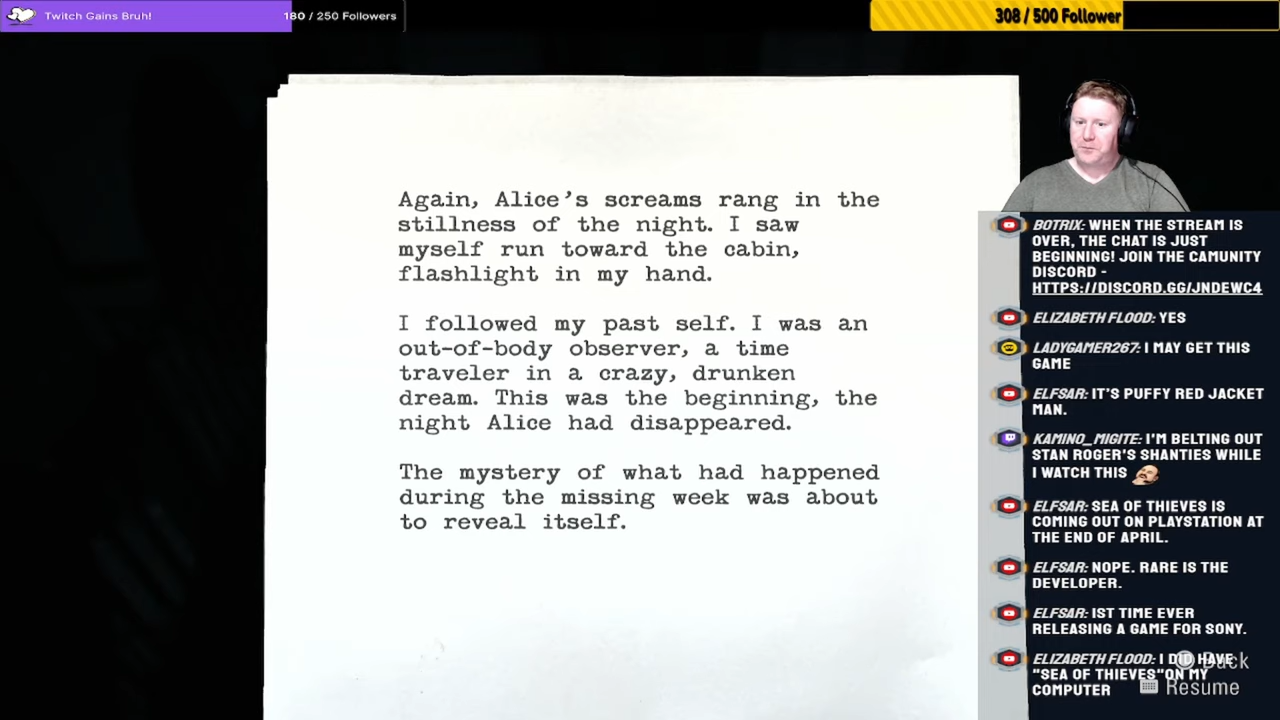 Twitch Gains Bruh!
180 / 250 Followers
308 / 500 Follower
Again, Alice's screams rang in the
stillness of the night. I saw
myself run toward the cabin,
flashlight in my hand.
I followed my past self. I was an
out-of-body observer, a time
traveler in a crazy, drunken
dream. This was the beginning, the
night Alice had disappeared.
The mystery of what had happened
during the missing week was about
to reveal itself.
BOTRIX: WHEN THE STREAM IS
OVER, THE CHAT IS JUST
BEGINNING! JOIN THE CAMUNITY
DISCORD -
HTTPS://DISCORD.GG/JNDEWC4
ELIZABETH FLOOD: YES
LADYGAMER267: I MAY GET THIS
GAME
ELFSAR: IT'S PUFFY RED JACKET
MAN.
KAMINO_MIGITE: I'M BELTING OUT
STAN ROGER'S SHANTIES WHILE
I WATCH THIS
ELFSAR: SEA OF THIEVES IS
COMING OUT ON PLAYSTATION AT
THE END OF APRIL.
ELFSAR: NOPE. RARE IS THE
DEVELOPER.
ELFSAR: IST TIME EVER
RELEASING A GAME FOR SONY.
ELIZABETH FLOOD: I DID HAVE
"SEA OF THIEVES"ON MY
COMPUTER
Back
Resume